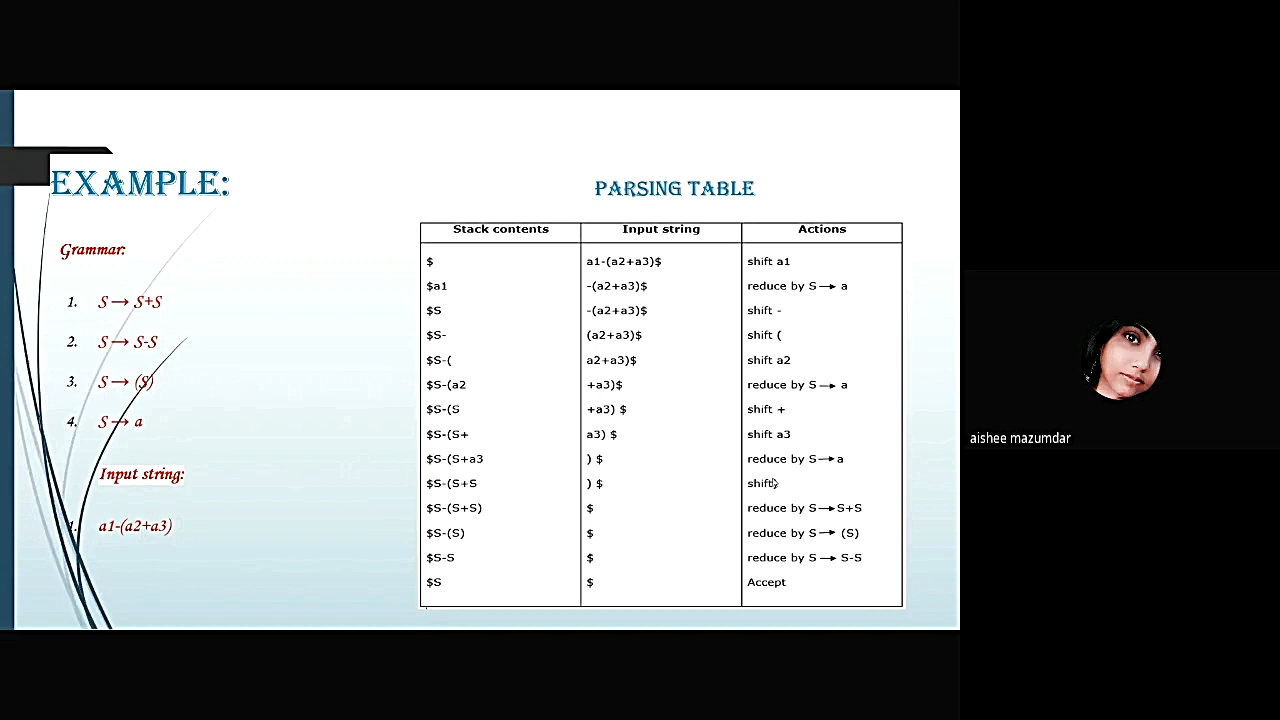 EXAMPLE:
Grammar:
1. S → S+S
2. S → S-S
3. S → (S)
4. S → a
Input string:
1. a1-(a2+a3)
PARSING TABLE
Stack contents Input string Actions
$ a1-(a2+a3)$ shift a1
$a1 -(a2+a3)$ reduce by S → a
$S -(a2+a3)$ shift -
$S- (a2+a3)$ shift (
$S-( a2+a3)$ shift a2
$S-(a2 +a3)$ reduce by S → a
$S-(S +a3) $ shift +
$S-(S+ a3) $ shift a3
$S-(S+a3 ) $ reduce by S → a
$S-(S+S ) $ shift
$S-(S+S) $ reduce by S → S+S
$S-(S) $ reduce by S → (S)
$S-S $ reduce by S → S-S
$S $ Accept
aishee mazumdar